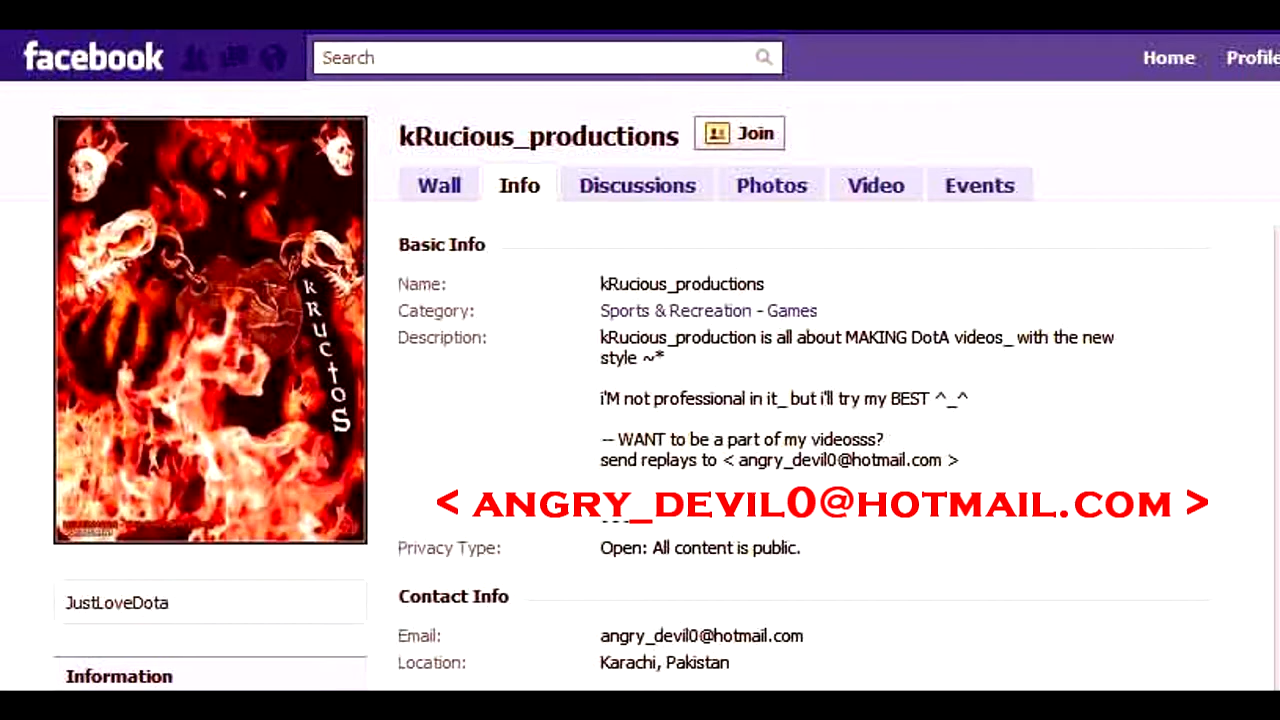 facebook
Search
Home
Profile
kRucious_productions
Join
Wall
Info
Discussions
Photos
Video
Events
kRuctoS
Basic Info
Name: kRucious_productions
Category: Sports & Recreation - Games
Description: kRucious_production is all about MAKING DotA videos_ with the new
style ~*
i'M not professional in it_ but i'll try my BEST ^_^
-- WANT to be a part of my videosss?
send replays to < angry_devil0@hotmail.com >
< ANGRY_DEVIL0@HOTMAIL.COM >
Privacy Type: Open: All content is public.
Contact Info
Email: angry_devil0@hotmail.com
Location: Karachi, Pakistan
JustLoveDota
Information